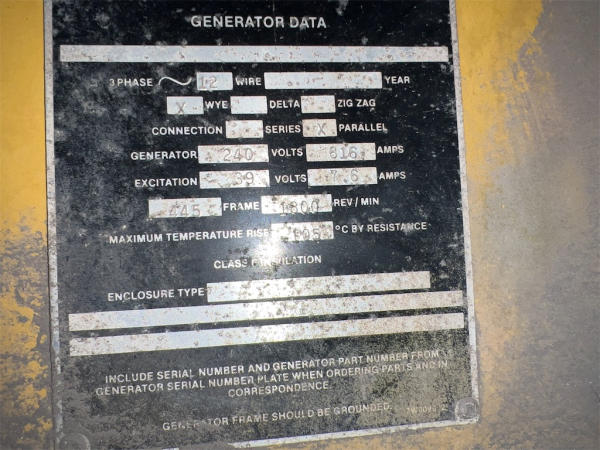 GENERATOR DATA
3 PHASE 12 WIRE YEAR
X WYE DELTA ZIG ZAG
CONNECTION SERIES X PARALLEL
GENERATOR 240 VOLTS 816 AMPS
EXCITATION 39 VOLTS 7.6 AMPS
445 FRAME 1800 REV / MIN
MAXIMUM TEMPERATURE RISE 105 °C BY RESISTANCE
CLASS F INSULATION
ENCLOSURE TYPE
INCLUDE SERIAL NUMBER AND GENERATOR PART NUMBER FROM
GENERATOR SERIAL NUMBER PLATE WHEN ORDERING PARTS AND IN
CORRESPONDENCE.
GENERATOR FRAME SHOULD BE GROUNDED.